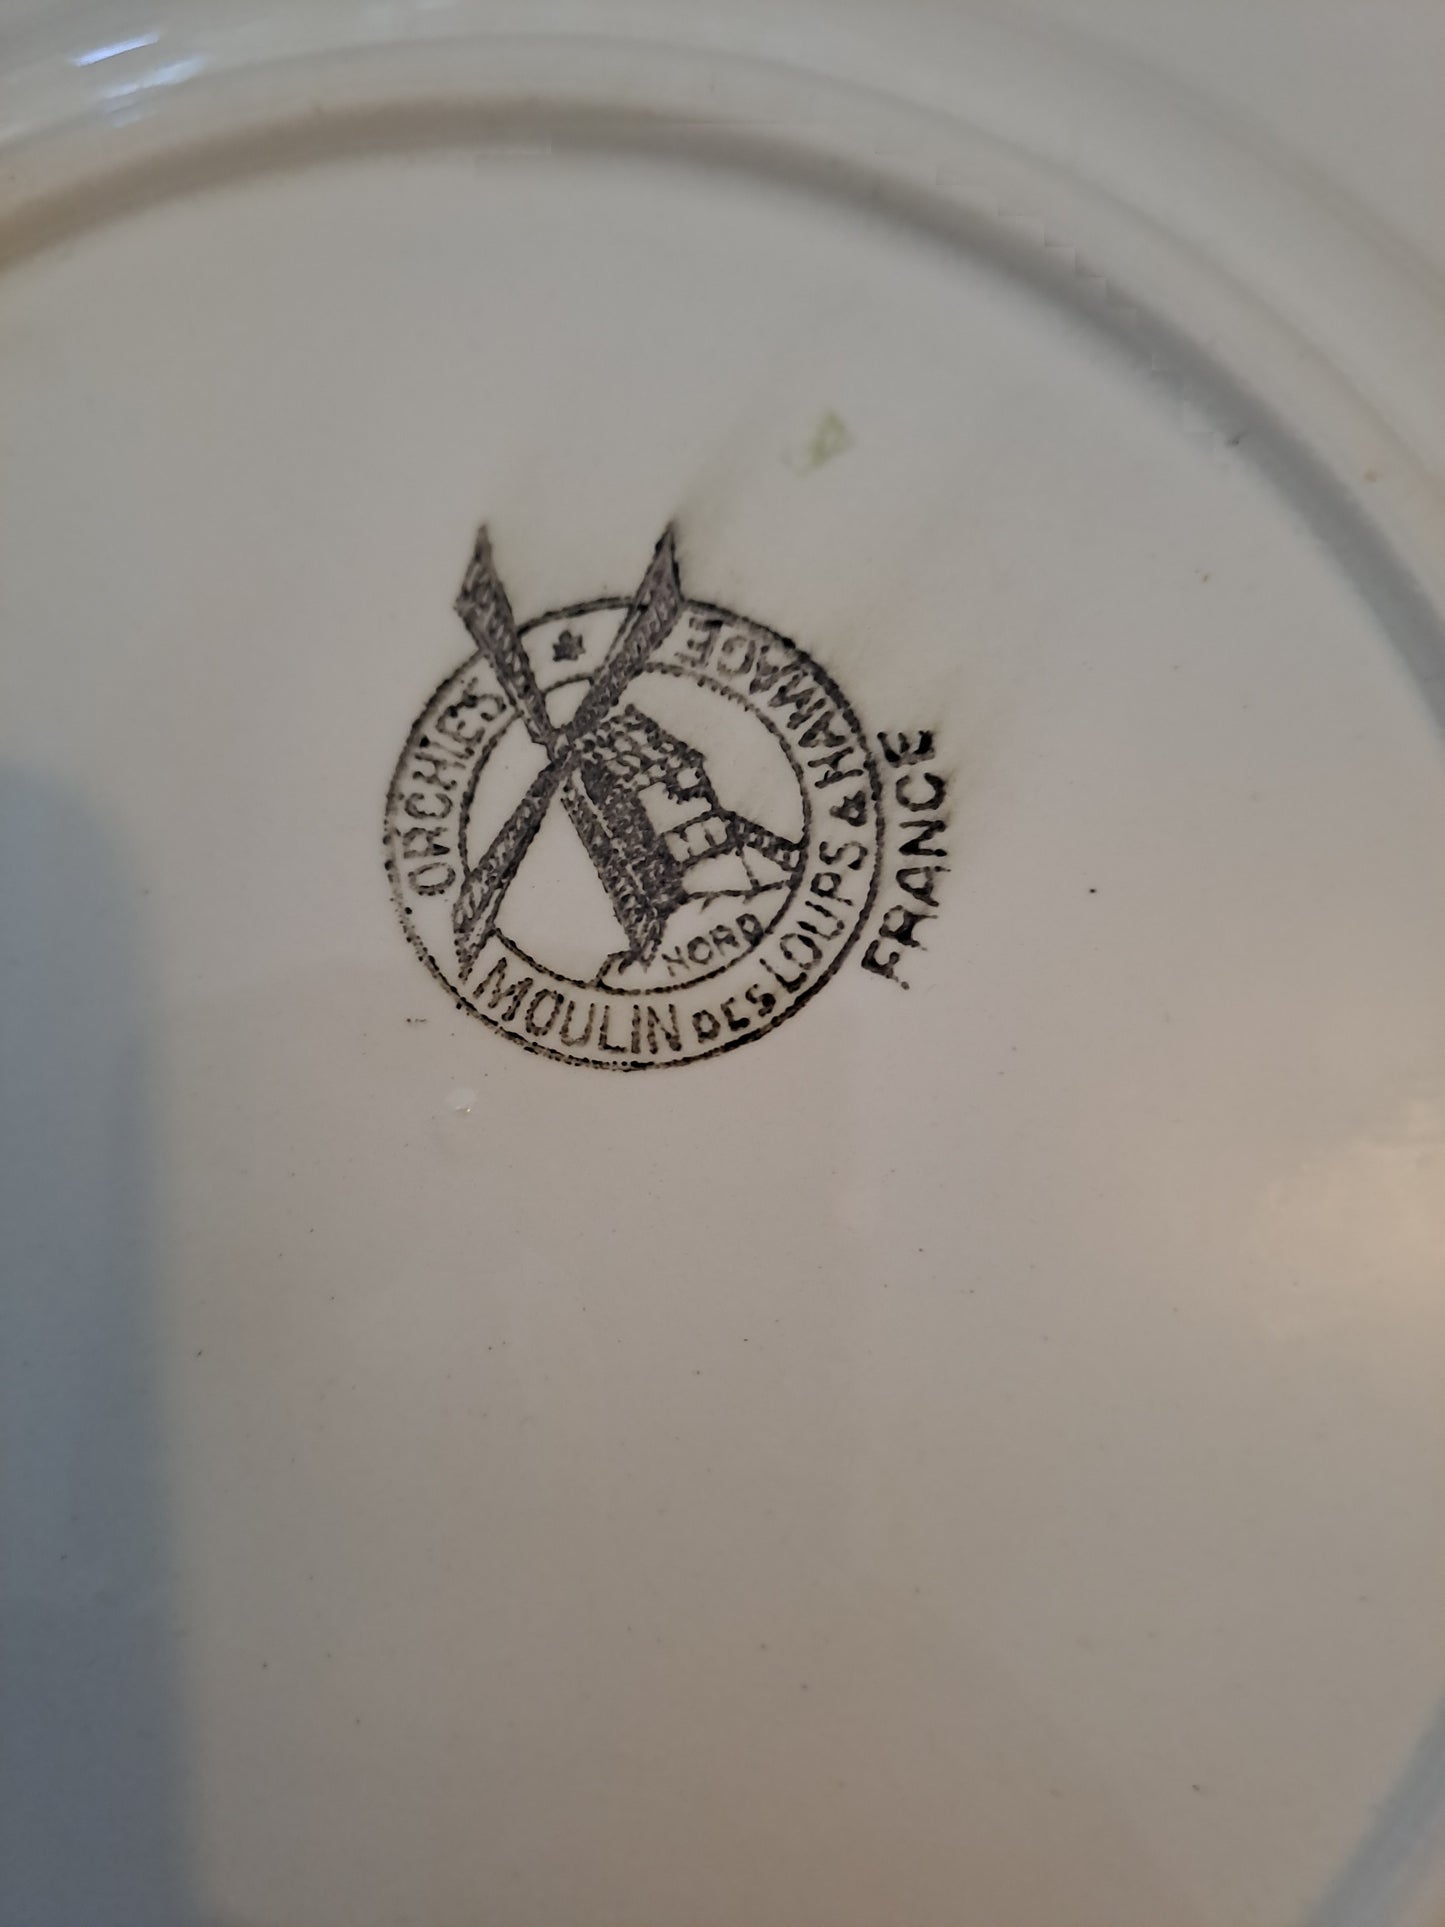 ORCHIES
MOULIN DES LOUPS & HAMAGE
NORD
FRANCE